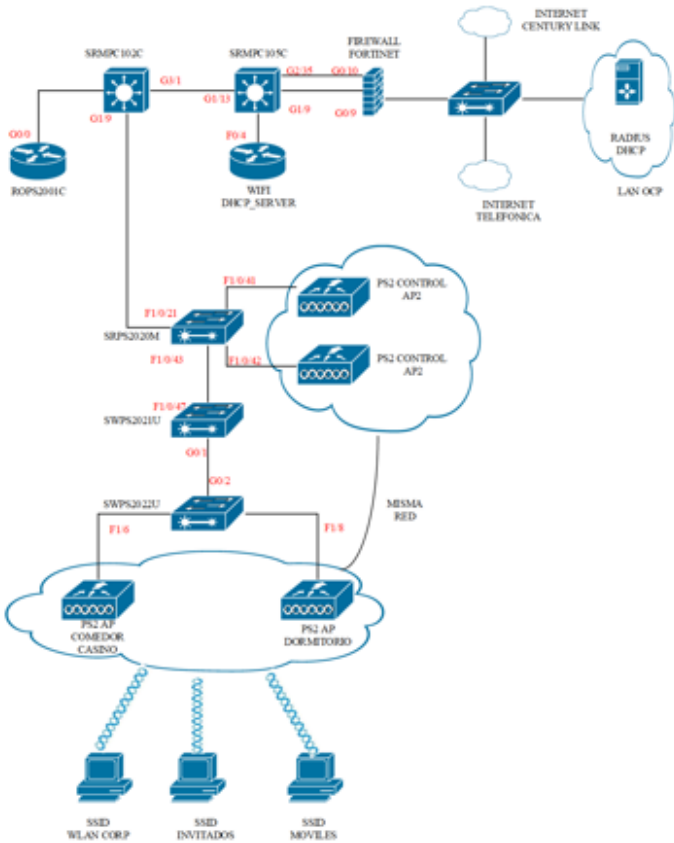 INTERNET
CENTURY LINK
SRMPC102C
SRMPC105C
FIREWALL
FORTINET
G3/1
G2/35
G0/10
G1/13
G1/9
G0/9
G0/0
G1/9
F0/4
ROPS2001C
WIFI
DHCP_SERVER
RADIUS
DHCP
LAN OCP
INTERNET
TELEFONICA
F1/0/41
PS2 CONTROL
AP2
F1/0/21
SRPS2020M
F1/0/43
F1/0/42
PS2 CONTROL
AP2
F1/0/47
SWPS2021U
G0/1
G0/2
SWPS2022U
MISMA
RED
F1/6
F1/8
PS2 AP
COMEDOR
CASINO
PS2 AP
DORMITORIO
SSID
WLAN CORP
SSID
INVITADOS
SSID
MOVILES